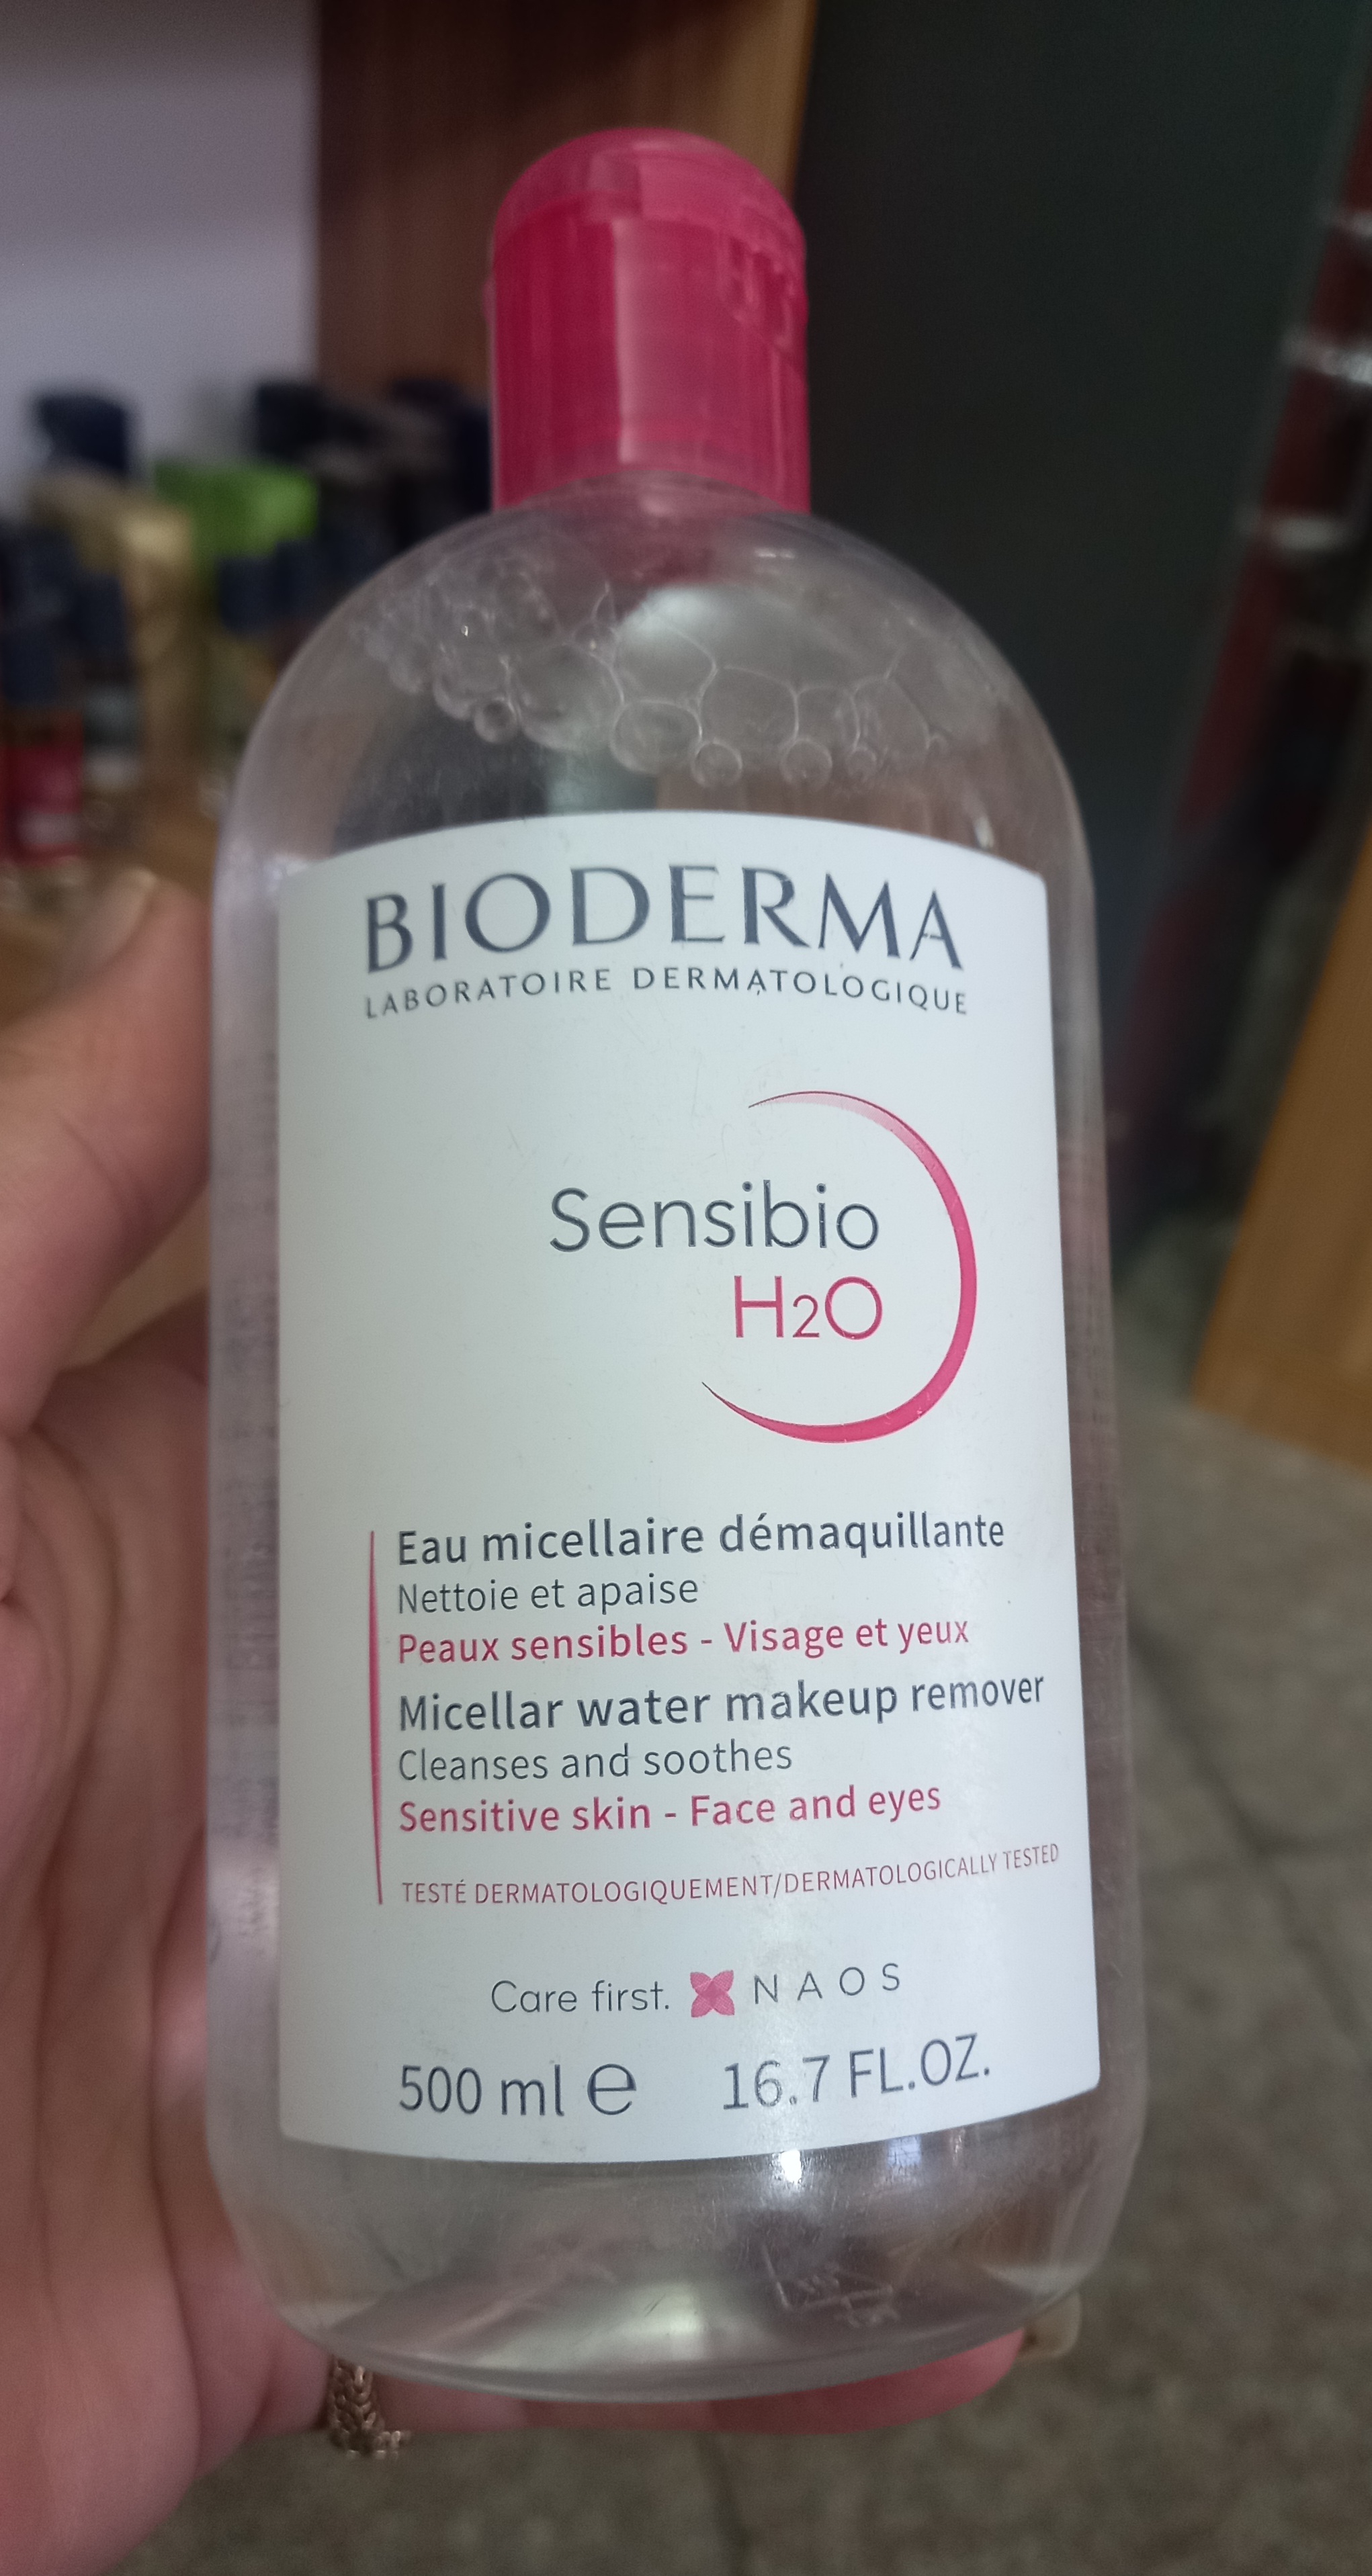 BIODERMA
LABORATOIRE DERMATOLOGIQUE
Sensibio
H2O
Eau micellaire démaquillante
Nettoie et apaise
Peaux sensibles - Visage et yeux
Micellar water makeup remover
Cleanses and soothes
Sensitive skin - Face and eyes
TESTÉ DERMATOLOGIQUEMENT/DERMATOLOGICALLY TESTED
Care first. NAOS
500 ml e 16.7 FL.OZ.